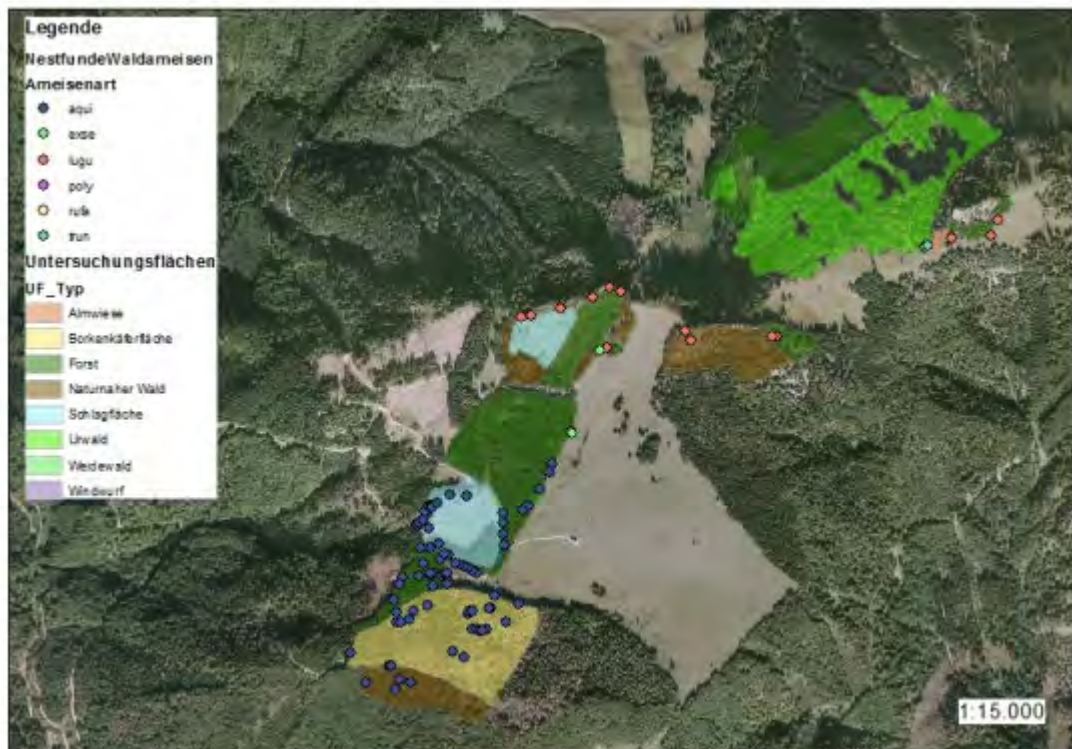 Legende
NestfundeWaldameisen
Ameisenart
aqui
exse
lugu
poly
rufa
trun
Untersuchungsflächen
UF_Typ
Almwiese
Borkenkäferfläche
Forst
Naturnaher Wald
Schlagfläche
Urwald
Weidewald
Windwurf
1:15.000